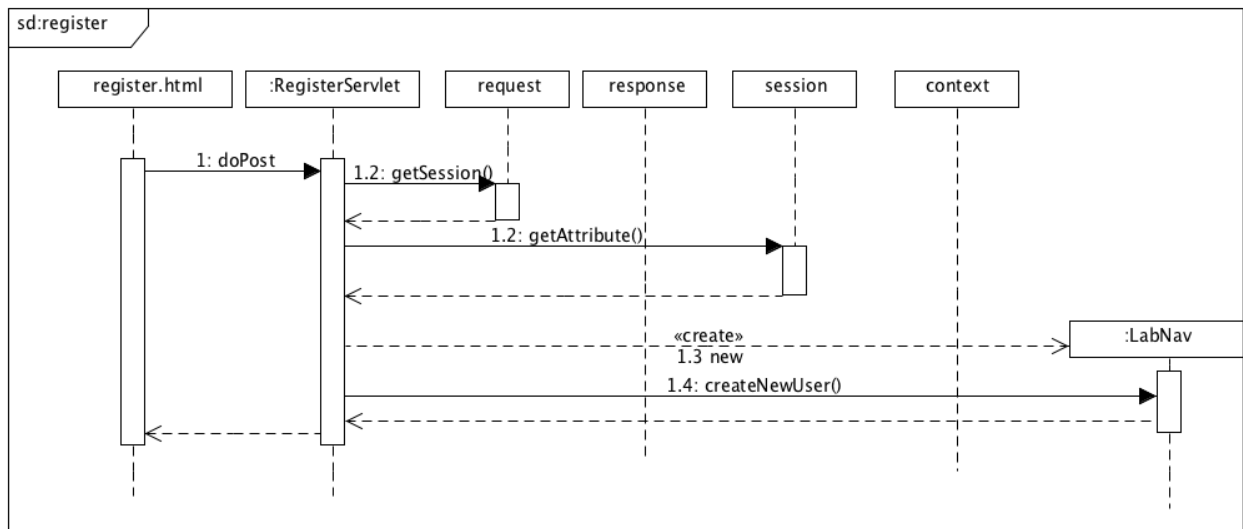 sd:register
register.html
:RegisterServlet
request
response
session
context
1: doPost
1.2: getSession()
1.2: getAttribute()
«create»
1.3 new
:LabNav
1.4: createNewUser()